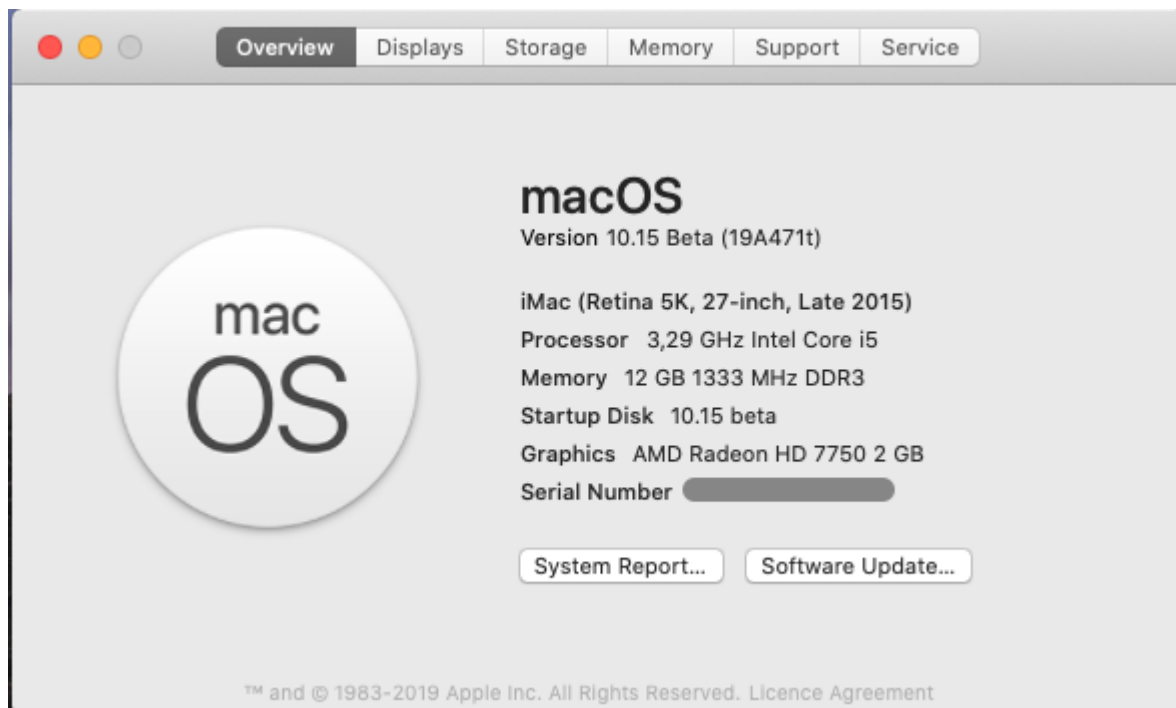 Overview Displays Storage Memory Support Service
macOS
Version 10.15 Beta (19A471t)
mac
OS
iMac (Retina 5K, 27-inch, Late 2015)
Processor 3,29 GHz Intel Core i5
Memory 12 GB 1333 MHz DDR3
Startup Disk 10.15 beta
Graphics AMD Radeon HD 7750 2 GB
Serial Number
System Report... Software Update...
™ and © 1983-2019 Apple Inc. All Rights Reserved. Licence Agreement